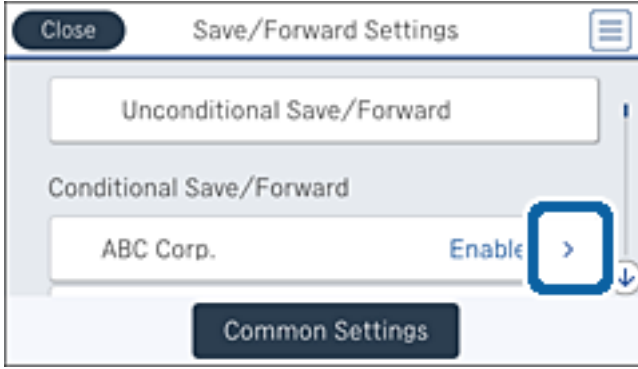 Close Save/Forward Settings
Unconditional Save/Forward
Conditional Save/Forward
ABC Corp. Enable
Common Settings